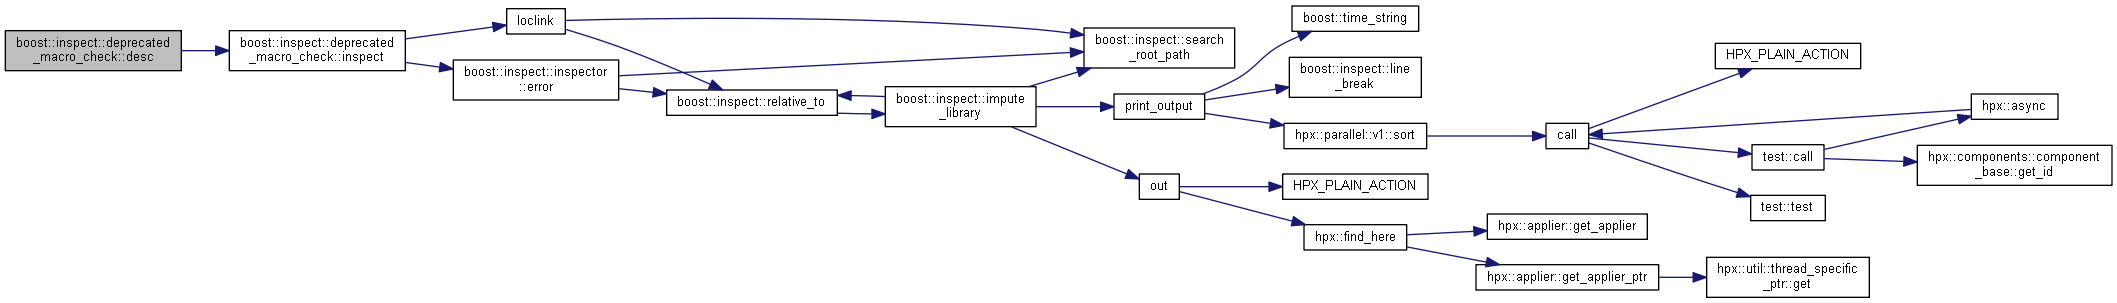 boost::inspect::deprecated
_macro_check::desc
boost::inspect::deprecated
_macro_check::inspect
loclink
boost::inspect::inspector
::error
boost::inspect::search
_root_path
boost::inspect::relative_to
boost::inspect::impute
_library
print_output
out
boost::time_string
boost::inspect::line
_break
hpx::parallel::v1::sort
HPX_PLAIN_ACTION
hpx::find_here
hpx::applier::get_applier
hpx::applier::get_applier_ptr
hpx::util::thread_specific
_ptr::get
call
HPX_PLAIN_ACTION
test::call
test::test
hpx::async
hpx::components::component
_base::get_id